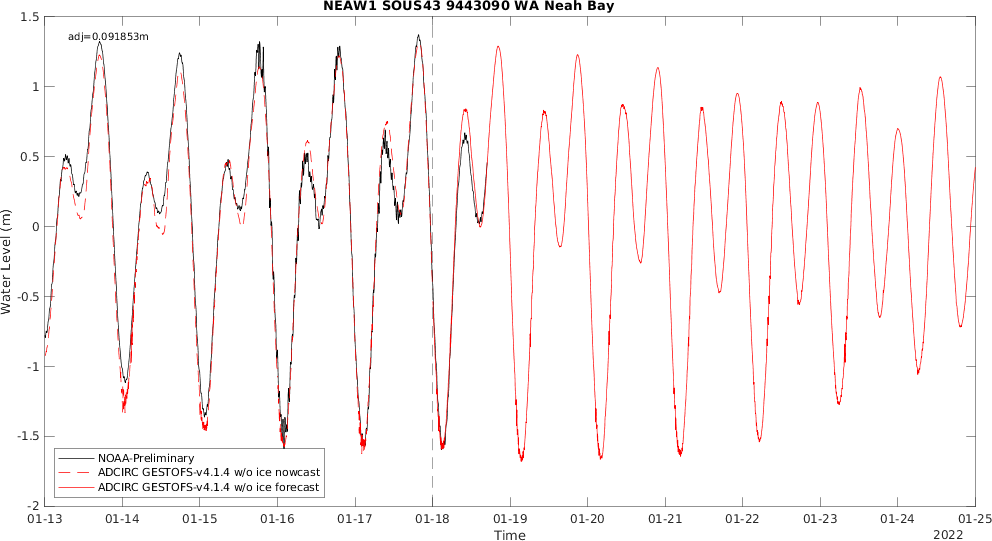 NEAW1 SOUS43 9443090 WA Neah Bay
adj=0.091853m
1.5
1
0.5
0
-0.5
-1
-1.5
-2
Water Level (m)
NOAA-Preliminary
ADCIRC GESTOFS-v4.1.4 w/o ice nowcast
ADCIRC GESTOFS-v4.1.4 w/o ice forecast
01-13 01-14 01-15 01-16 01-17 01-18 01-19 01-20 01-21 01-22 01-23 01-24 01-25
Time
2022